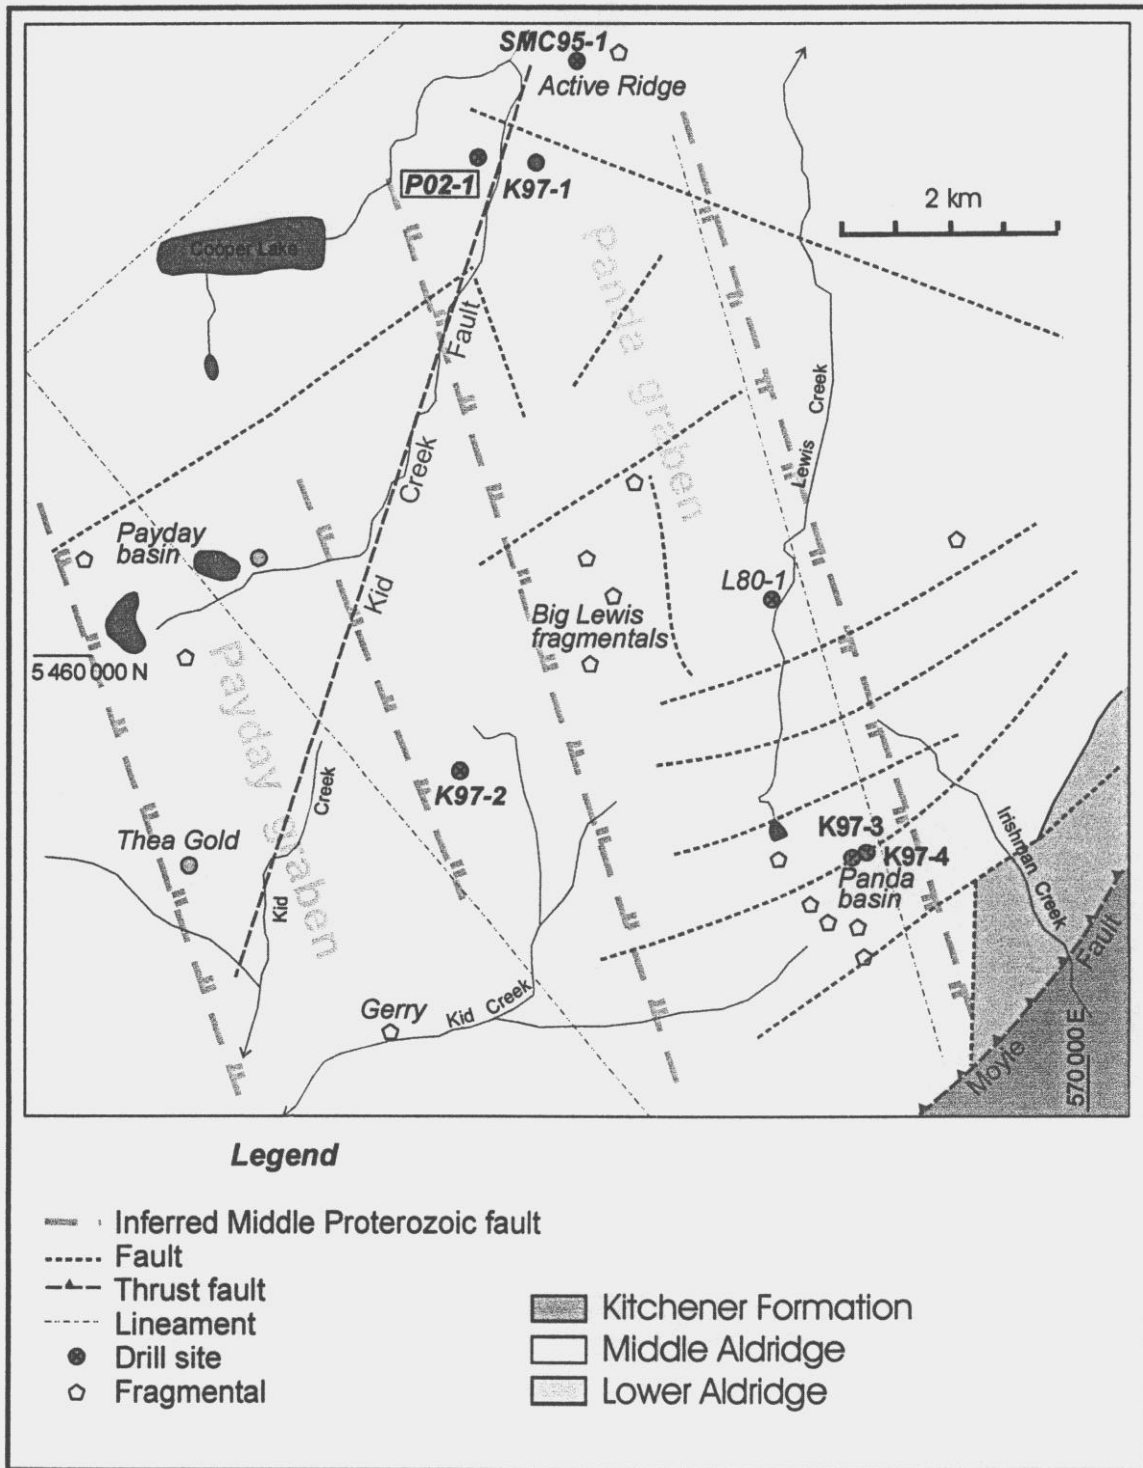 SMC95-1
Active Ridge
P02-1
K97-1
2 km
Cooper Lake
Panda graben
Fault
Creek
Kid
Lewis
Creek
Payday
basin
L80-1
Big Lewis
fragmentals
5 460 000 N
Payday graben
K97-2
Creek
Kid
Thea Gold
K97-3
K97-4
Panda
basin
Irishman Creek
Gerry
Kid Creek
Moyie Fault
570 000 E
Legend
Inferred Middle Proterozoic fault
Fault
Thrust fault
Lineament
Drill site
Fragmental
Kitchener Formation
Middle Aldridge
Lower Aldridge